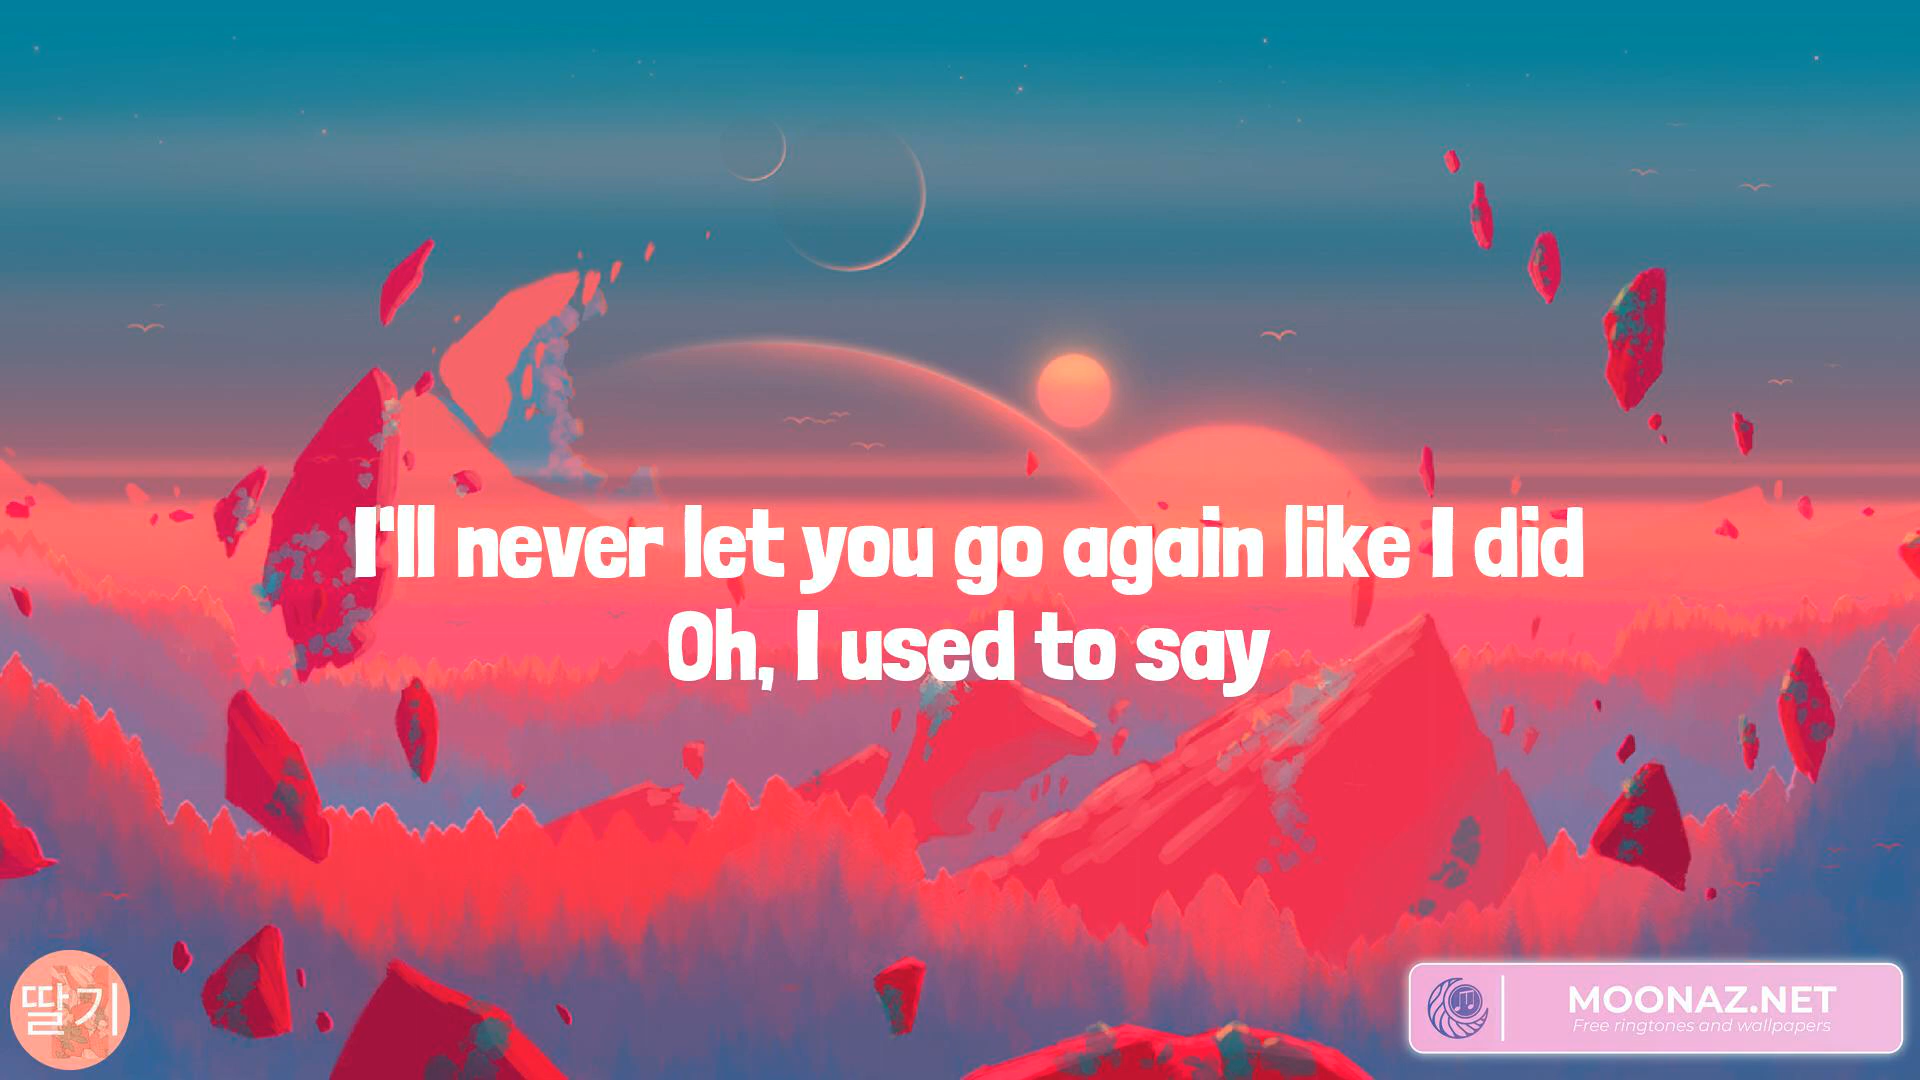 I'll never let you go again like I did
Oh, I used to say
딸기
MOONAZ.NET
Free ringtones and wallpapers